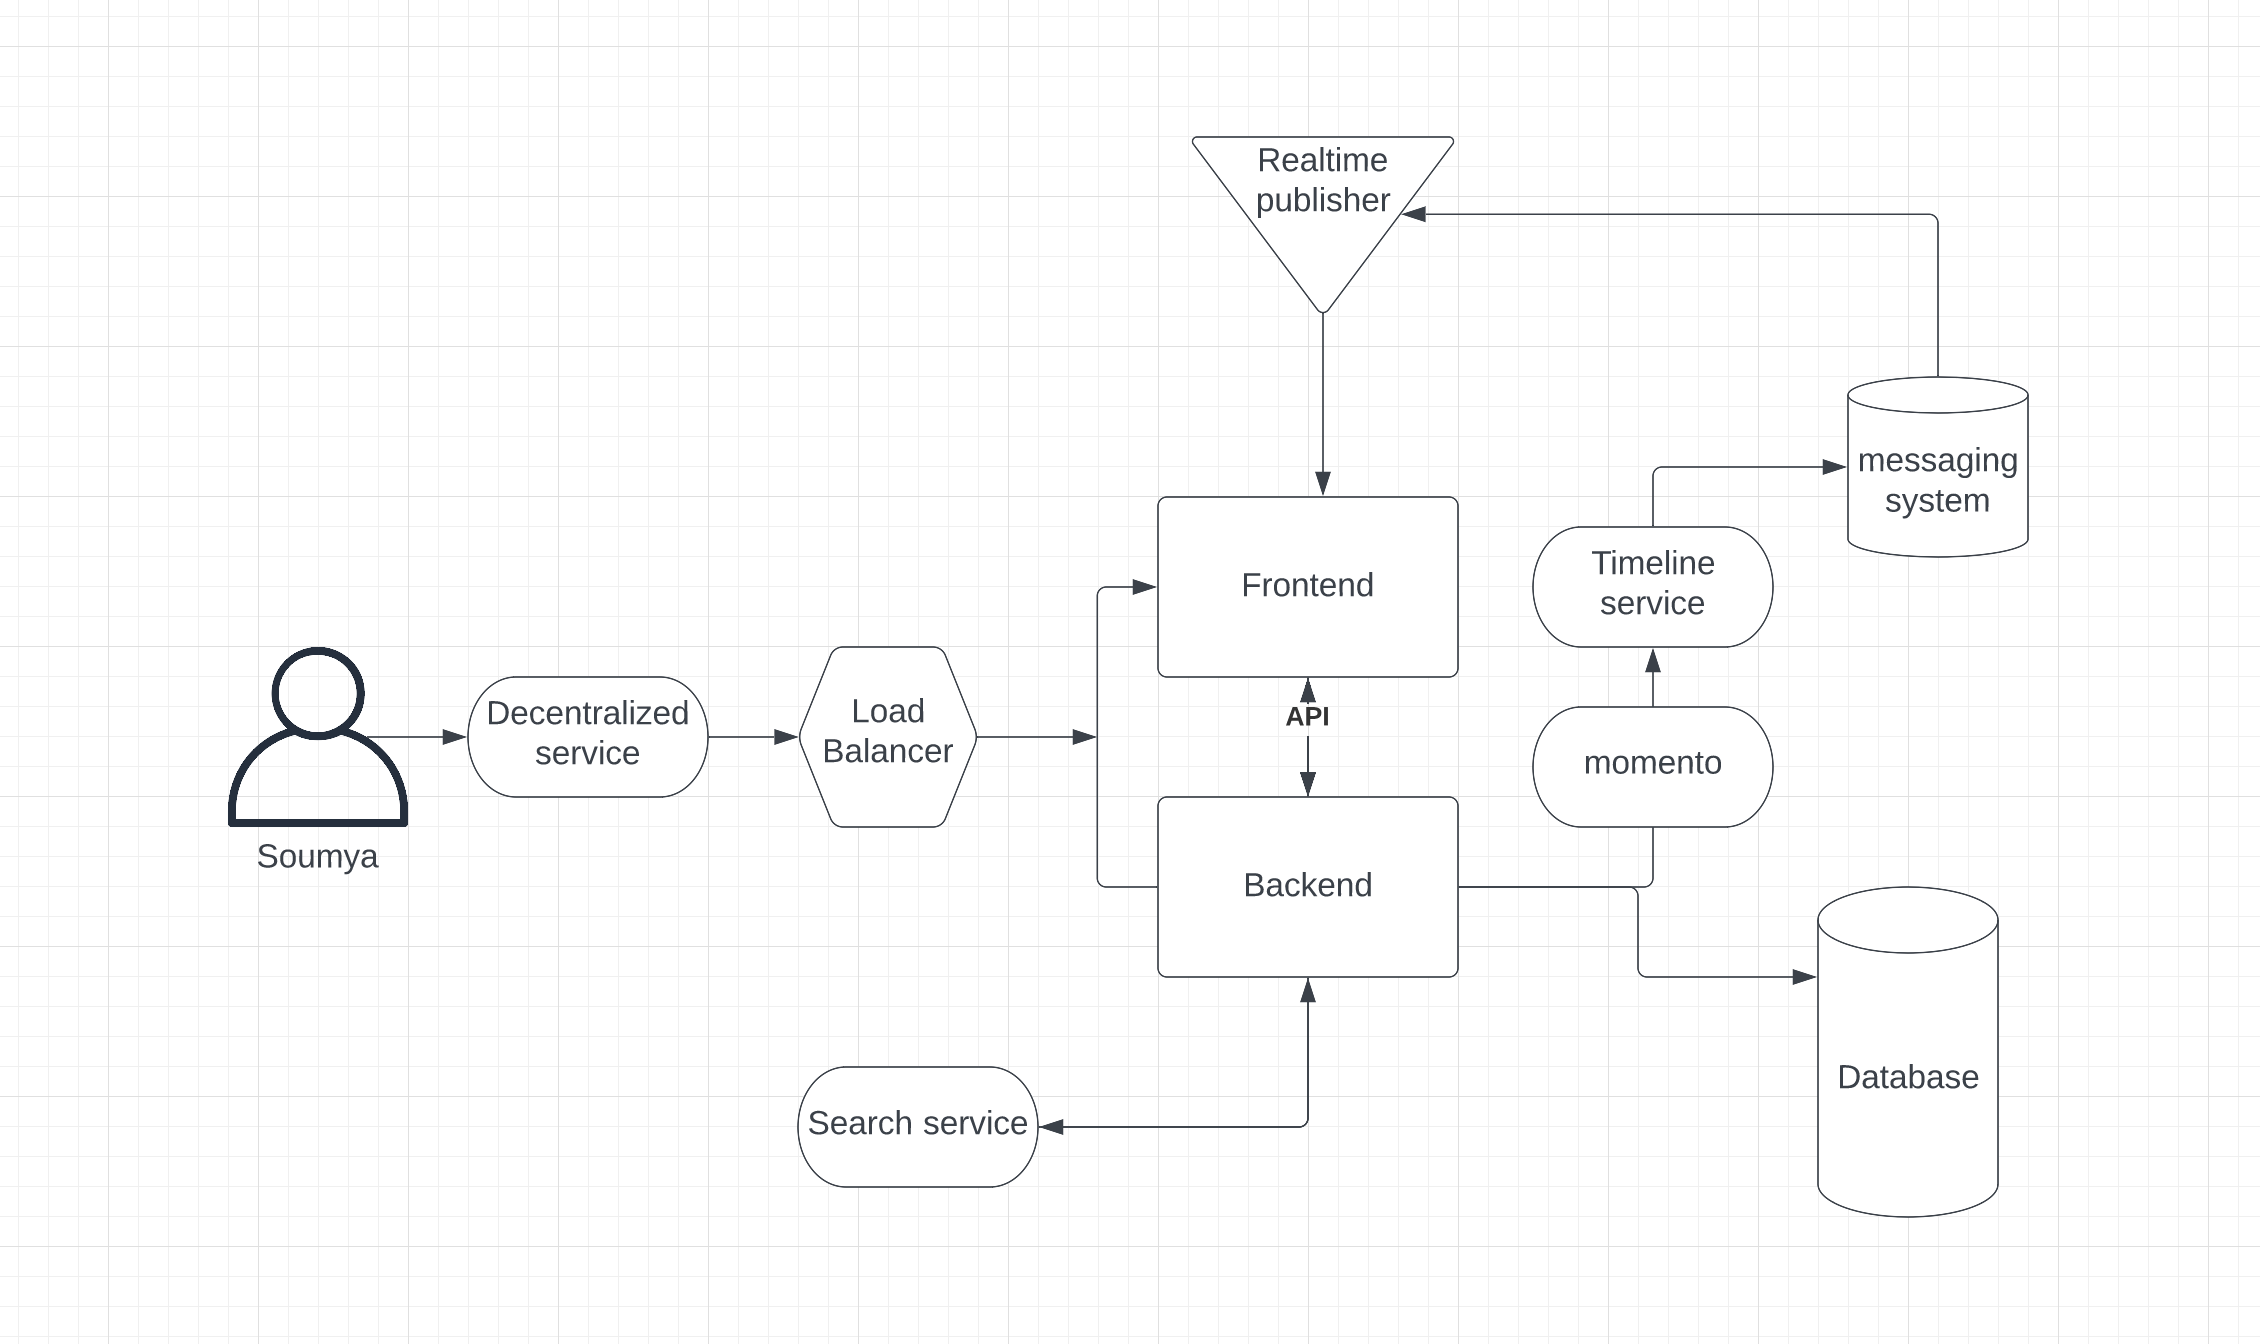 Realtime
publisher
messaging
system
Timeline
service
Frontend
Decentralized
service
Load
Balancer
API
momento
Soumya
Backend
Database
Search service